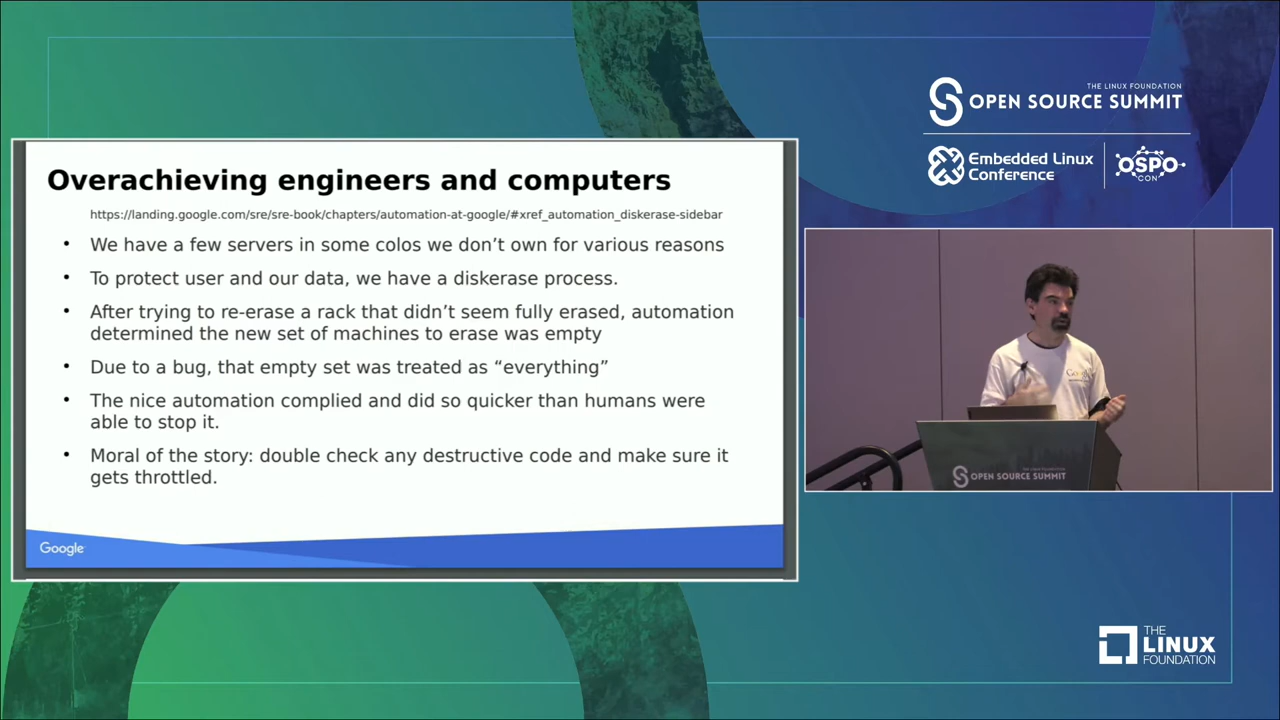 THE LINUX FOUNDATION
OPEN SOURCE SUMMIT
Embedded Linux
Conference
OSPO
CON
Overachieving engineers and computers
https://landing.google.com/sre/sre-book/chapters/automation-at-google/#xref_automation_diskerase-sidebar
• We have a few servers in some colos we don’t own for various reasons
• To protect user and our data, we have a diskerase process.
• After trying to re-erase a rack that didn’t seem fully erased, automation
determined the new set of machines to erase was empty
• Due to a bug, that empty set was treated as “everything”
• The nice automation complied and did so quicker than humans were
able to stop it.
• Moral of the story: double check any destructive code and make sure it
gets throttled.
Google
Google
OPEN SOURCE SUMMIT
THE
LINUX
FOUNDATION